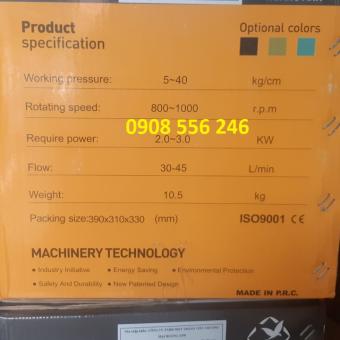 Product
specification
Optional colors
Working pressure: 5~40 kg/cm
Rotating speed: 800~1000 r.p.m
0908 556 246
Require power: 2.0~3.0 KW
Flow: 30-45 L/min
Weight: 10.5 kg
Packing size:390x310x330 (mm) ISO9001 CE
MACHINERY TECHNOLOGY
• Industry Initiative • Energy Saving • Environmental Protection
• Safety And Durability • New Patented Design
MADE IN P.R.C.